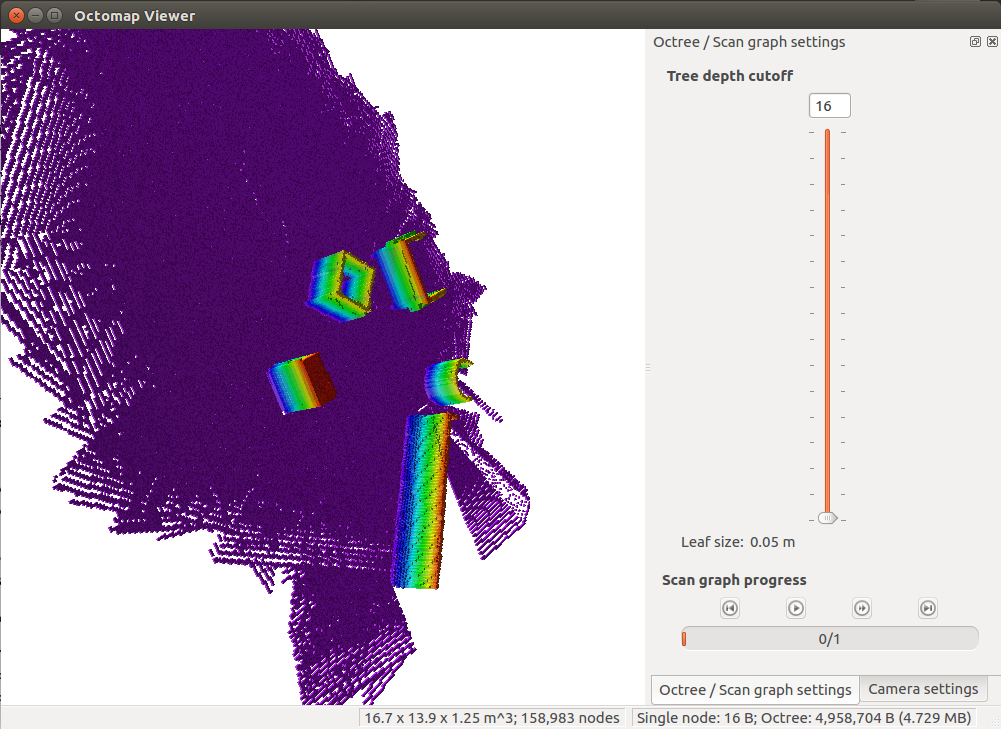 Octomap Viewer
Octree / Scan graph settings
Tree depth cutoff
16
Leaf size: 0.05 m
Scan graph progress
0/1
Octree / Scan graph settings
Camera settings
16.7 x 13.9 x 1.25 m^3; 158,983 nodes
Single node: 16 B; Octree: 4,958,704 B (4.729 MB)